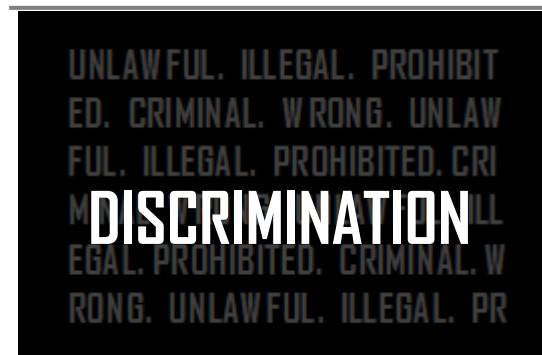 UNLAWFUL. ILLEGAL. PROHIBIT
ED. CRIMINAL. WRONG. UNLAW
FUL. ILLEGAL. PROHIBITED. CRI
DISCRIMINATION
ILL
EGAL. PROHIBITED. CRIMINAL. W
RONG. UNLAWFUL. ILLEGAL. PR